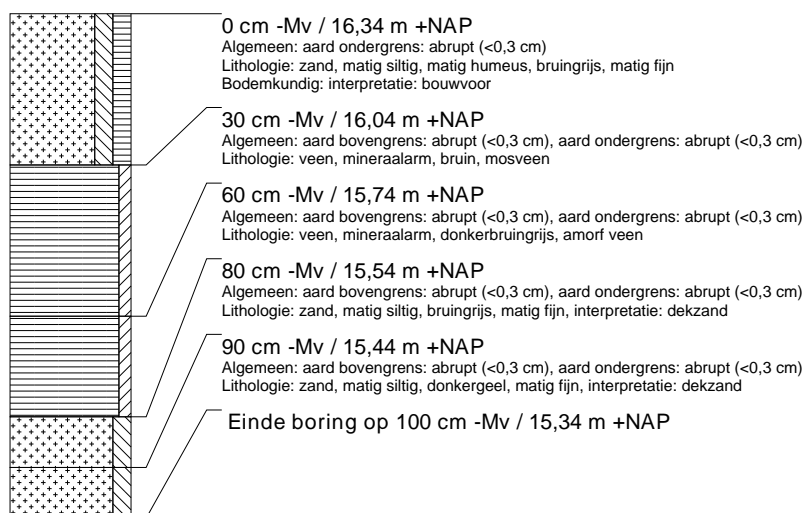 0 cm -Mv / 16,34 m +NAP
Algemeen: aard ondergrens: abrupt (<0,3 cm)
Lithologie: zand, matig siltig, matig humeus, bruingrijs, matig fijn
Bodemkundig: interpretatie: bouwvoor
30 cm -Mv / 16,04 m +NAP
Algemeen: aard bovengrens: abrupt (<0,3 cm), aard ondergrens: abrupt (<0,3 cm)
Lithologie: veen, mineraalarm, bruin, mosveen
60 cm -Mv / 15,74 m +NAP
Algemeen: aard bovengrens: abrupt (<0,3 cm), aard ondergrens: abrupt (<0,3 cm)
Lithologie: veen, mineraalarm, donkerbruingrijs, amorf veen
80 cm -Mv / 15,54 m +NAP
Algemeen: aard bovengrens: abrupt (<0,3 cm), aard ondergrens: abrupt (<0,3 cm)
Lithologie: zand, matig siltig, bruingrijs, matig fijn, interpretatie: dekzand
90 cm -Mv / 15,44 m +NAP
Algemeen: aard bovengrens: abrupt (<0,3 cm), aard ondergrens: abrupt (<0,3 cm)
Lithologie: zand, matig siltig, donkergeel, matig fijn, interpretatie: dekzand
Einde boring op 100 cm -Mv / 15,34 m +NAP